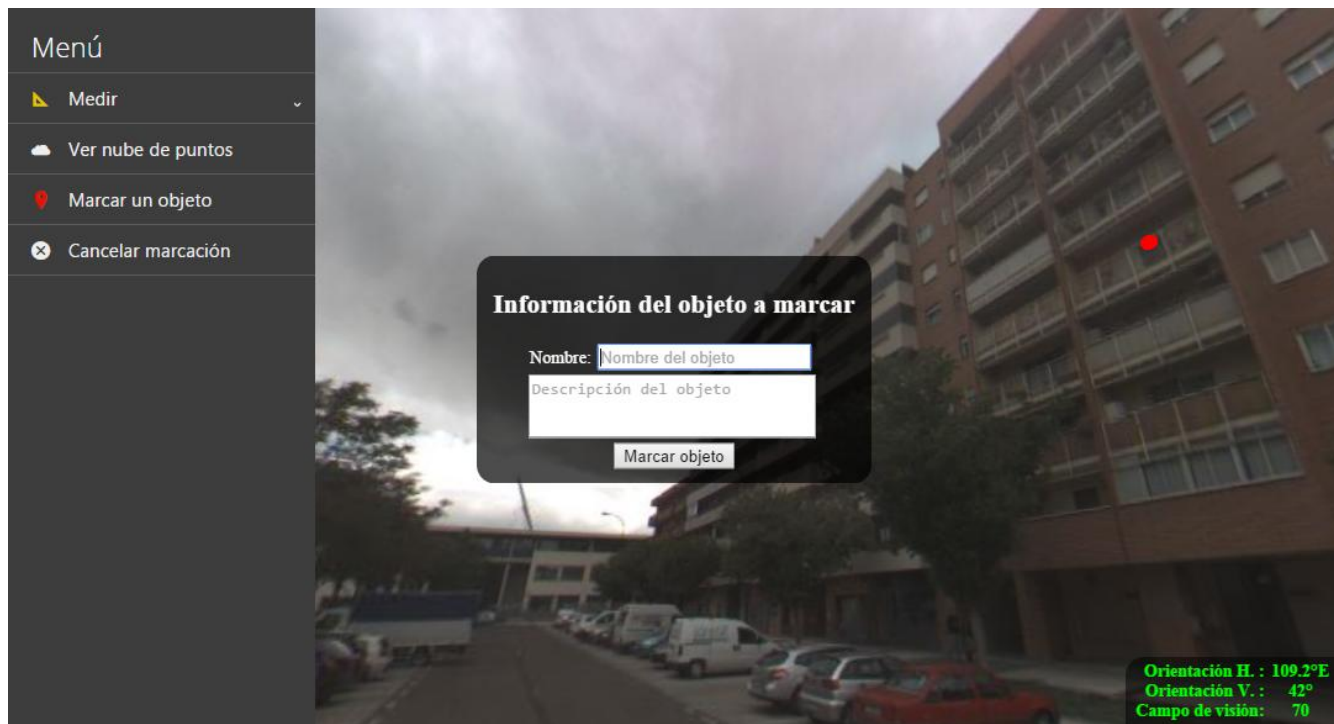 Menú
Medir
Ver nube de puntos
Marcar un objeto
Cancelar marcación
Información del objeto a marcar
Nombre: Nombre del objeto
Descripción del objeto
Marcar objeto
Orientación H. : 109.2°E
Orientación V. : 42°
Campo de visión: 70